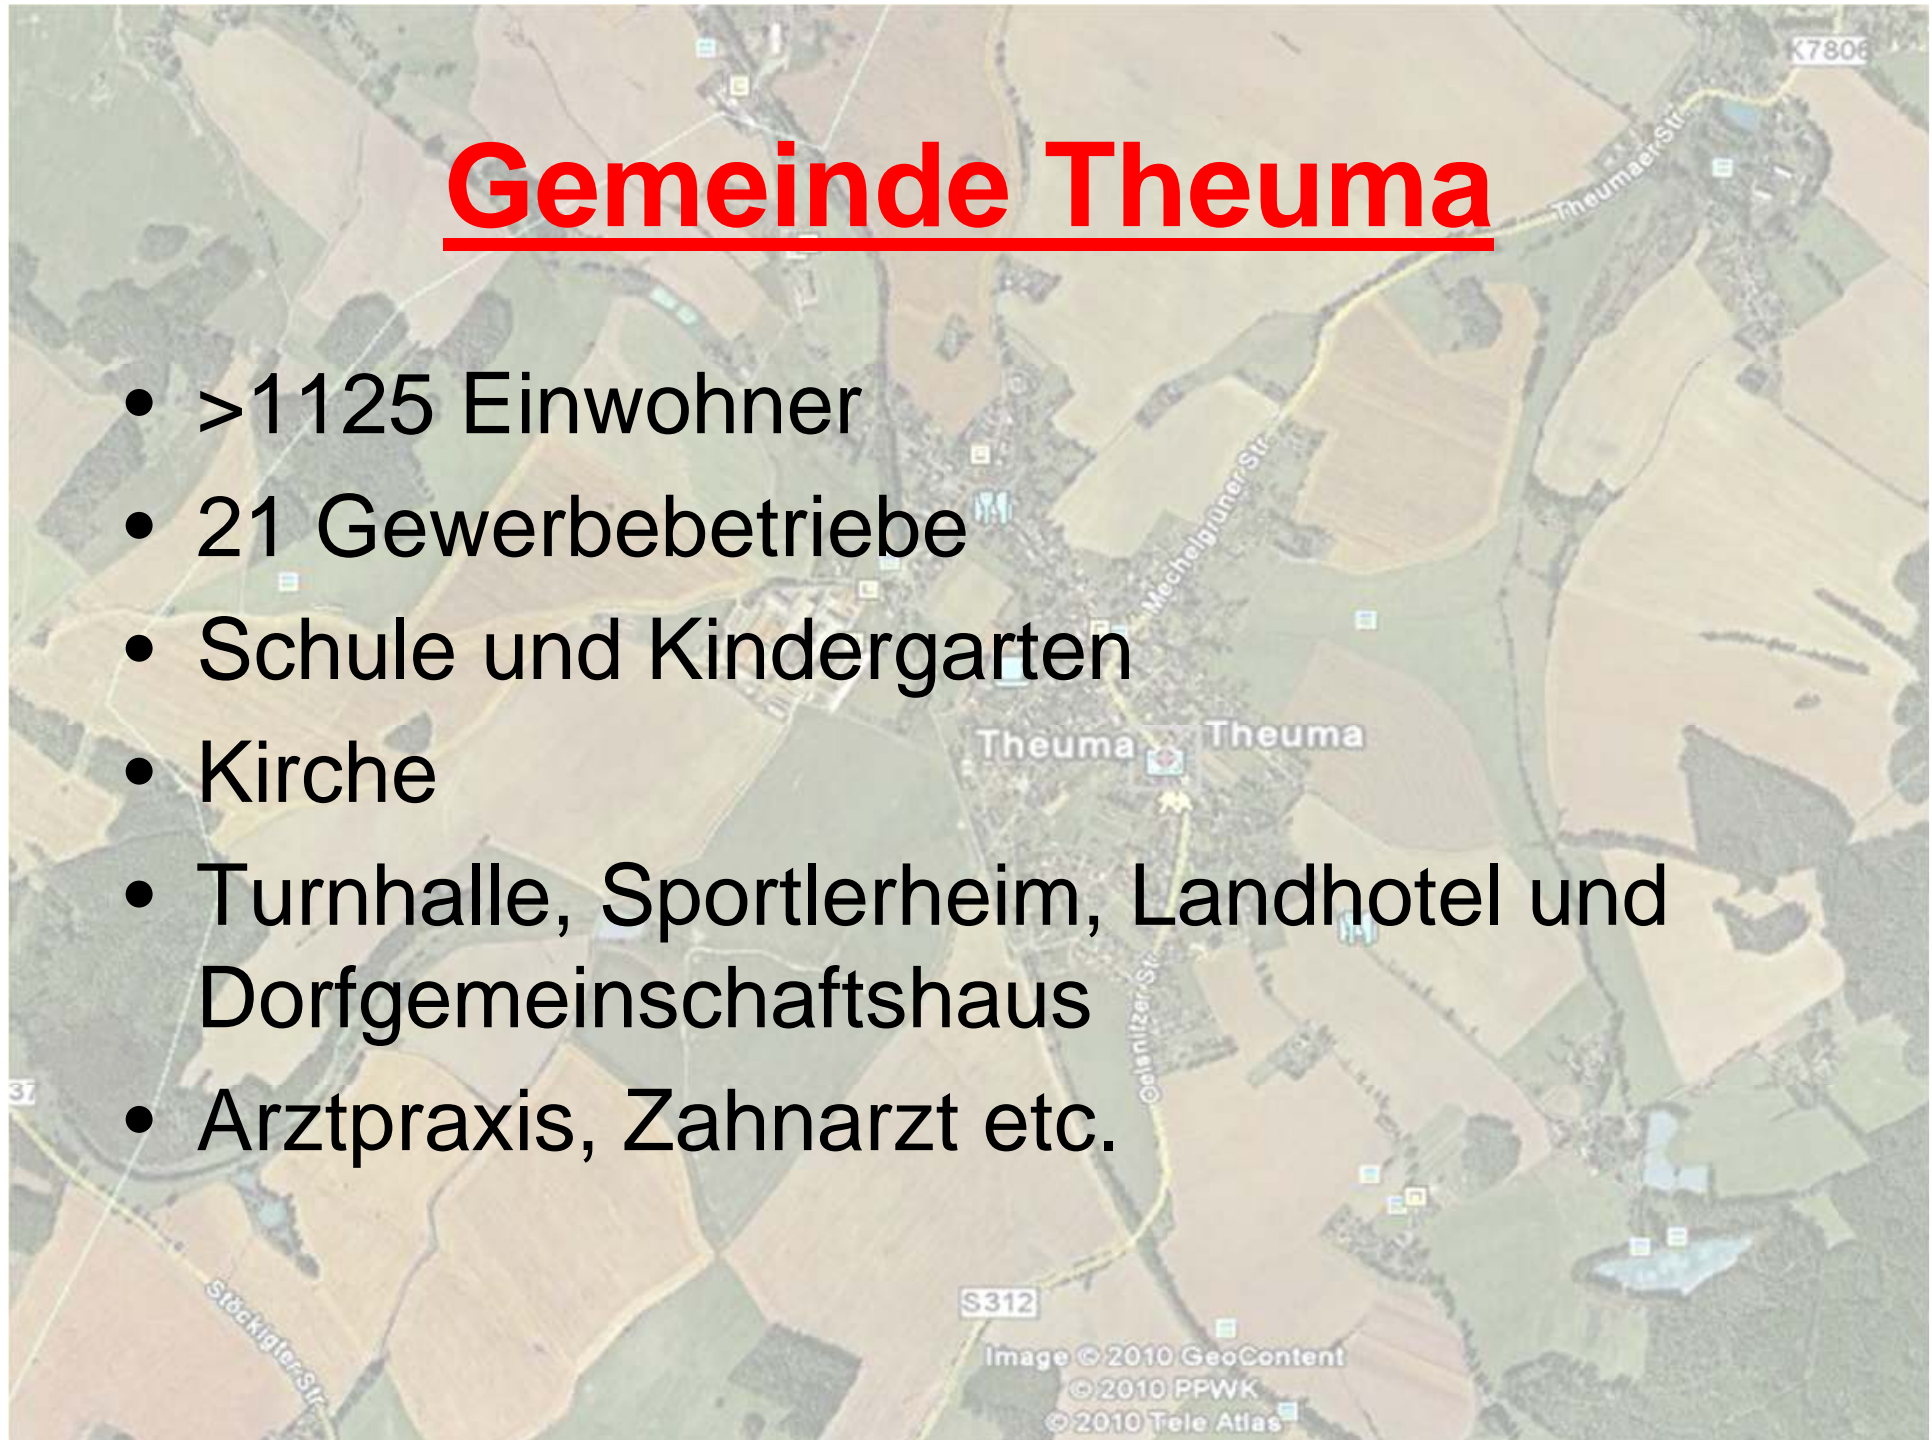 K7806
Theumaer Str.
Gemeinde Theuma
• >1125 Einwohner
• 21 Gewerbebetriebe
Mechelgrüner Str.
• Schule und Kindergarten
Theuma
Theuma
• Kirche
• Turnhalle, Sportlerheim, Landhotel und
Dorfgemeinschaftshaus
Oelsnitzer Str.
37
• Arztpraxis, Zahnarzt etc.
S312
Stöckigter Str.
Image © 2010 GeoContent
© 2010 PPWK
© 2010 Tele Atlas